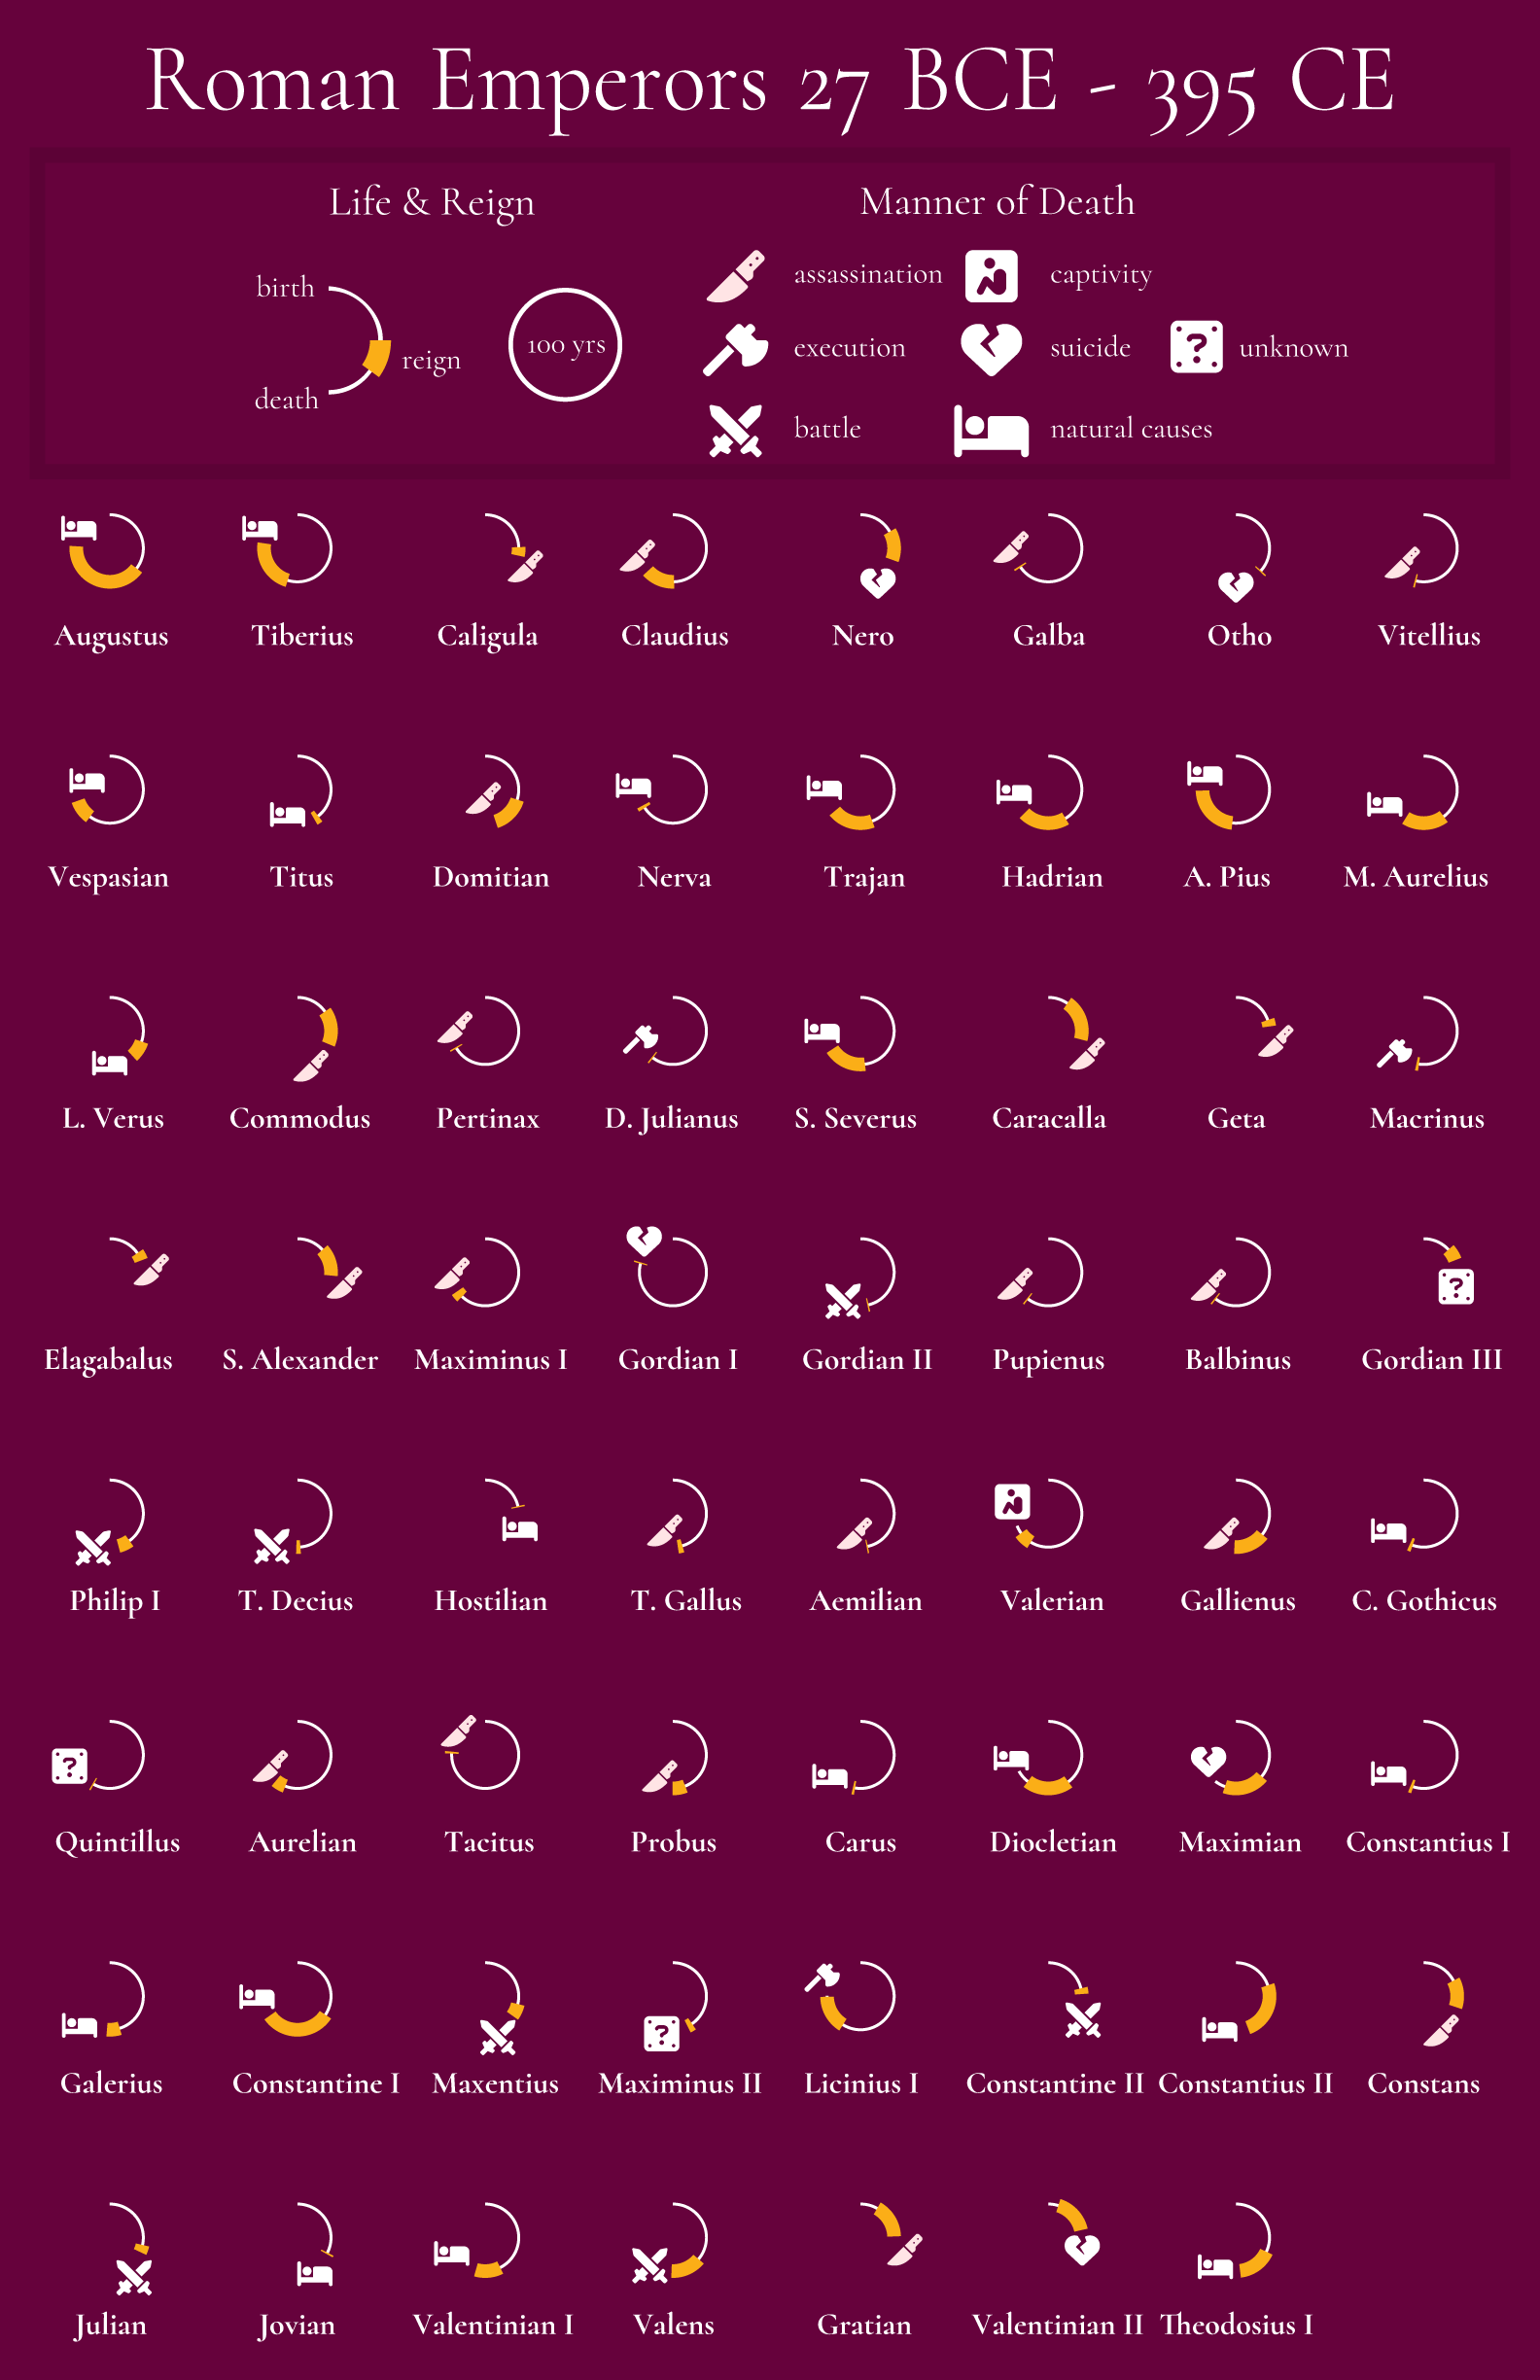 Roman Emperors 27 BCE - 395 CE
Life & Reign
Manner of Death
birth
reign
death
100 yrs
assassination
captivity
execution
suicide
? unknown
battle
natural causes
Augustus Tiberius Caligula Claudius Nero Galba Otho Vitellius
Vespasian Titus Domitian Nerva Trajan Hadrian A. Pius M. Aurelius
L. Verus Commodus Pertinax D. Julianus S. Severus Caracalla Geta Macrinus
?
Elagabalus S. Alexander Maximinus I Gordian I Gordian II Pupienus Balbinus Gordian III
Philip I T. Decius Hostilian T. Gallus Aemilian Valerian Gallienus C. Gothicus
?
Quintillus Aurelian Tacitus Probus Carus Diocletian Maximian Constantius I
?
Galerius Constantine I Maxentius Maximinus II Licinius I Constantine II Constantius II Constans
Julian Jovian Valentinian I Valens Gratian Valentinian II Theodosius I